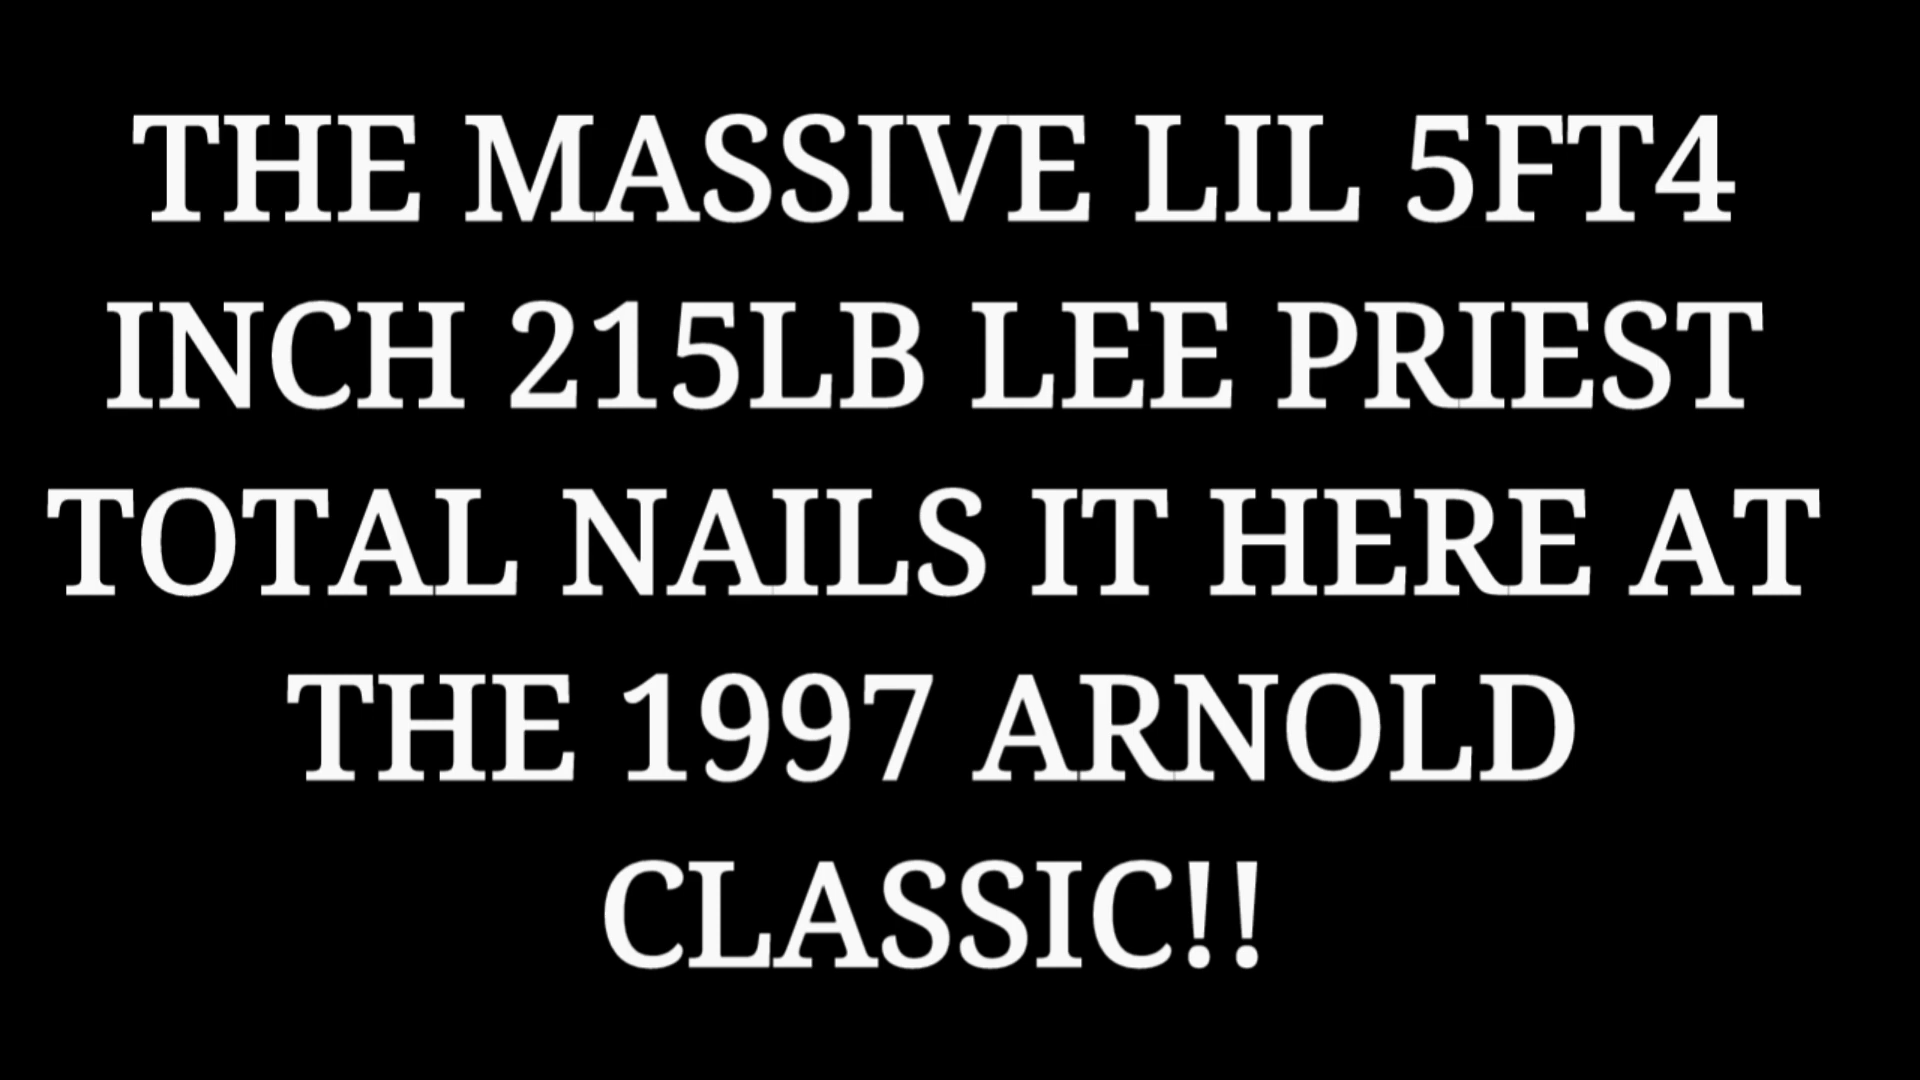 THE MASSIVE LIL 5FT4
INCH 215LB LEE PRIEST
TOTAL NAILS IT HERE AT
THE 1997 ARNOLD
CLASSIC!!